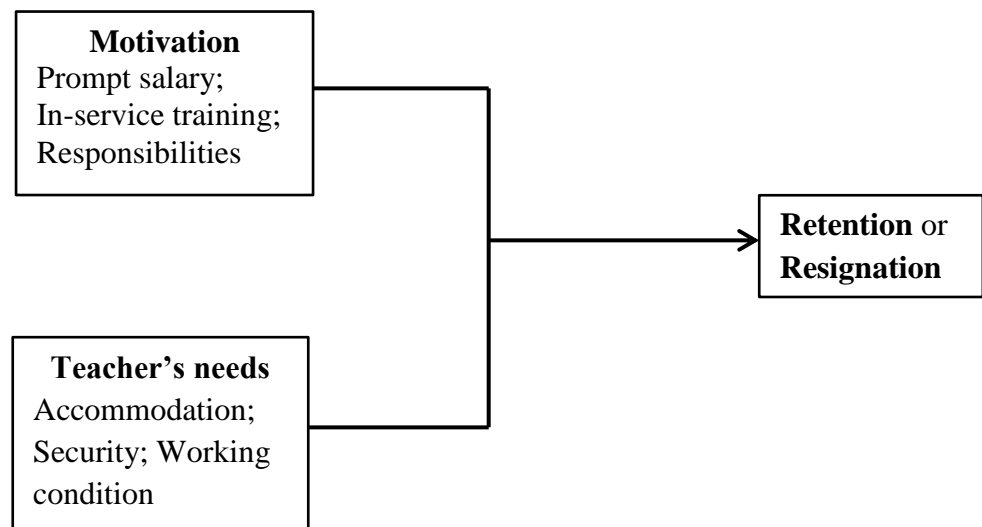 Motivation
Prompt salary;
In-service training;
Responsibilities
Retention or
Resignation
Teacher’s needs
Accommodation;
Security; Working
condition